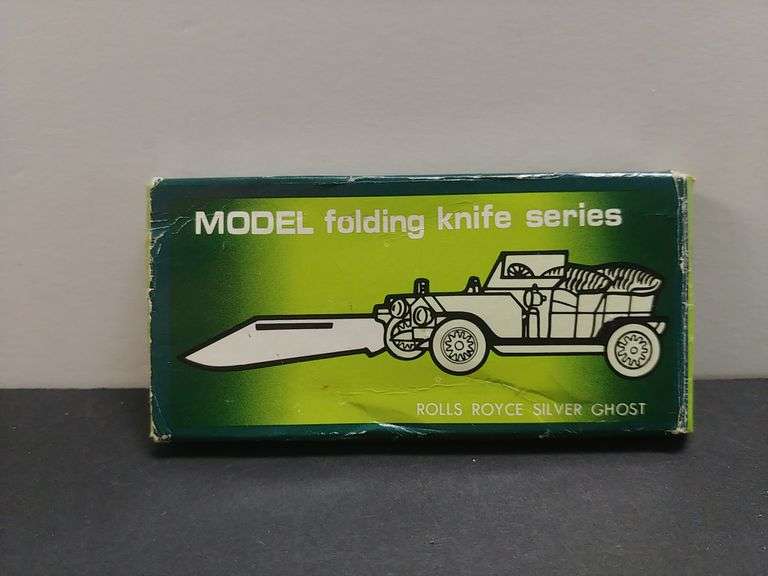 MODEL folding knife series
ROLLS ROYCE SILVER GHOST